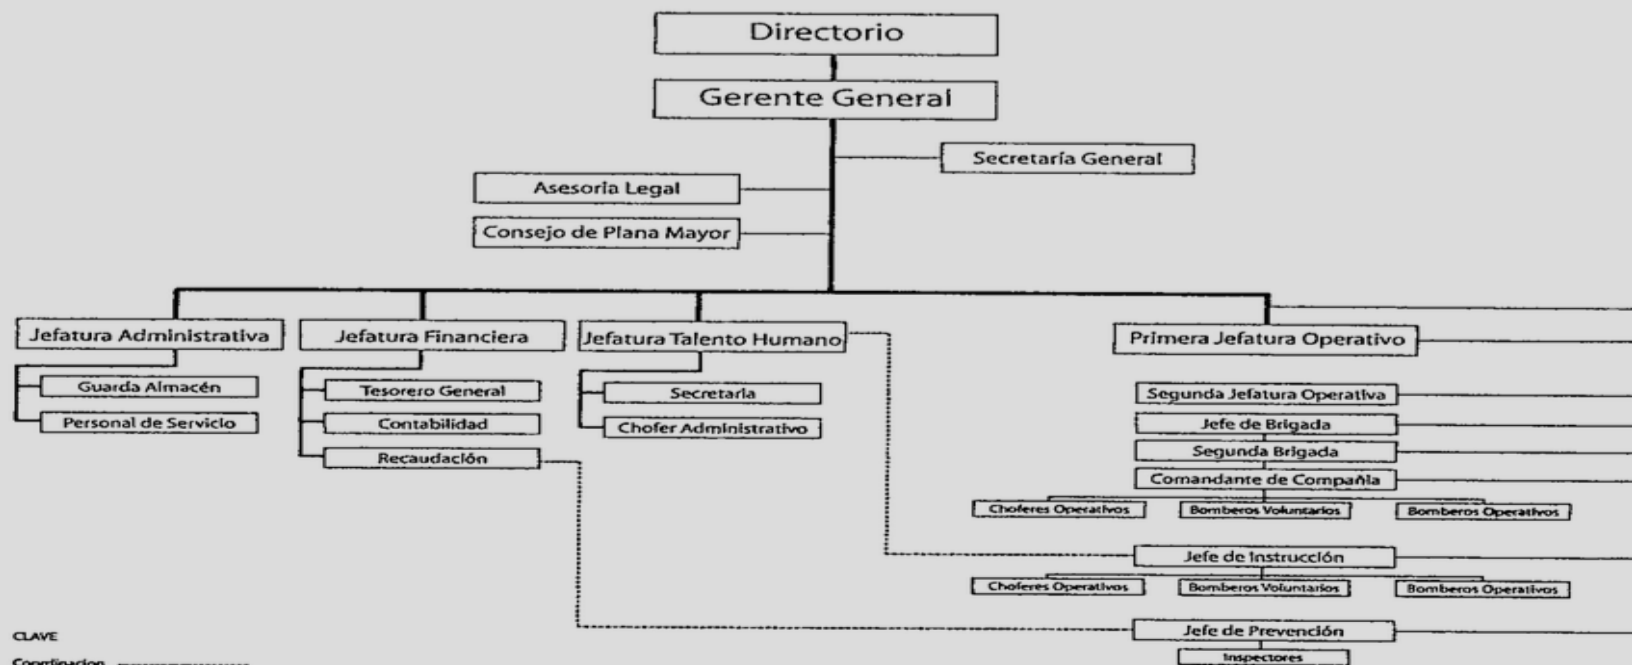 Directorio
Gerente General
Secretaría General
Asesoria Legal
Consejo de Plana Mayor
Jefatura Administrativa
Jefatura Financiera
Jefatura Talento Humano
Primera Jefatura Operativo
Guarda Almacén
Personal de Servicio
Tesorero General
Contabilidad
Recaudación
Secretaria
Chofer Administrativo
Segunda Jefatura Operativa
Jefe de Brigada
Segunda Brigada
Comandante de Compañia
Choferes Operativos
Bomberos Voluntarios
Bomberos Operativos
Jefe de Instrucción
Choferes Operativos
Bomberos Voluntarios
Bomberos Operativos
Jefe de Prevención
Inspectores
CLAVE
Coordinacion